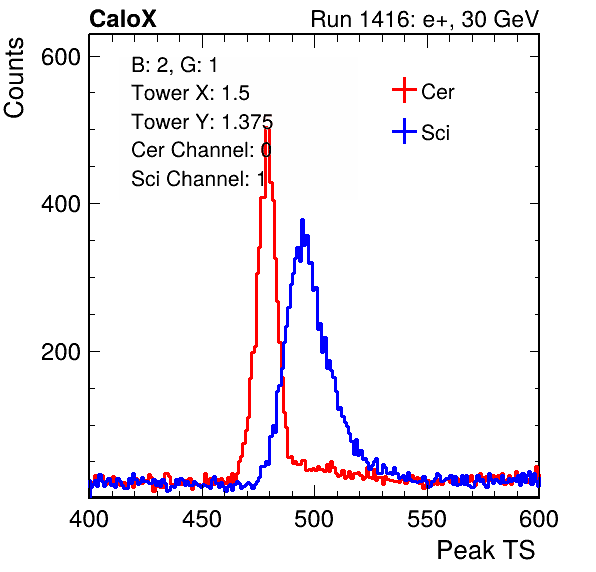 CaloX
Run 1416: e+, 30 GeV
Counts
600
400
200
B: 2, G: 1
Tower X: 1.5
Tower Y: 1.375
Cer Channel: 0
Sci Channel: 1
Cer
Sci
400 450 500 550 600
Peak TS